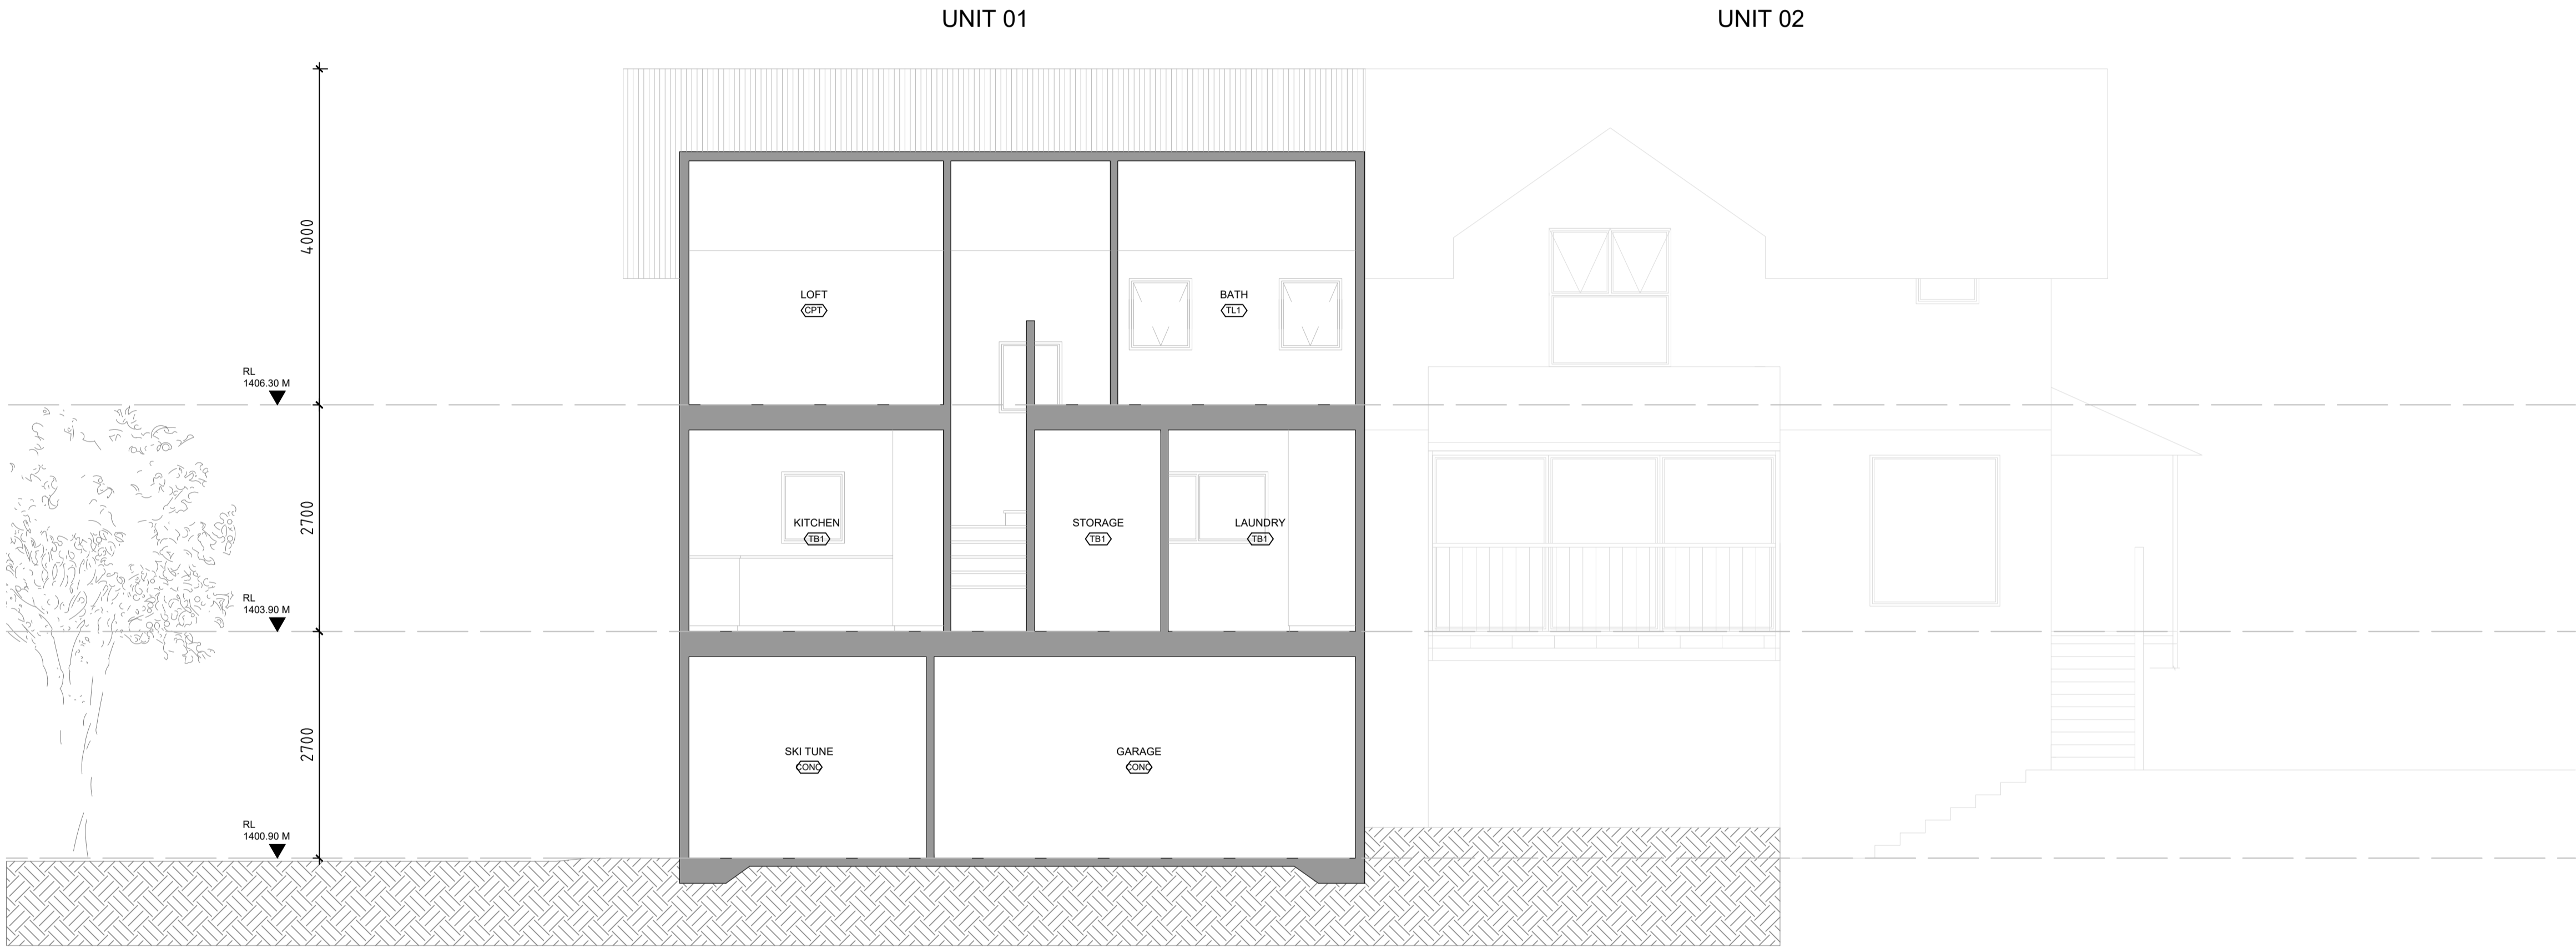 UNIT 01
UNIT 02
4000
LOFT
CPT
BATH
TL1
RL
1406.30 M
2700
KITCHEN
TB1
STORAGE
TB1
LAUNDRY
TB1
RL
1403.90 M
2700
SKI TUNE
CONC
GARAGE
CONC
RL
1400.90 M